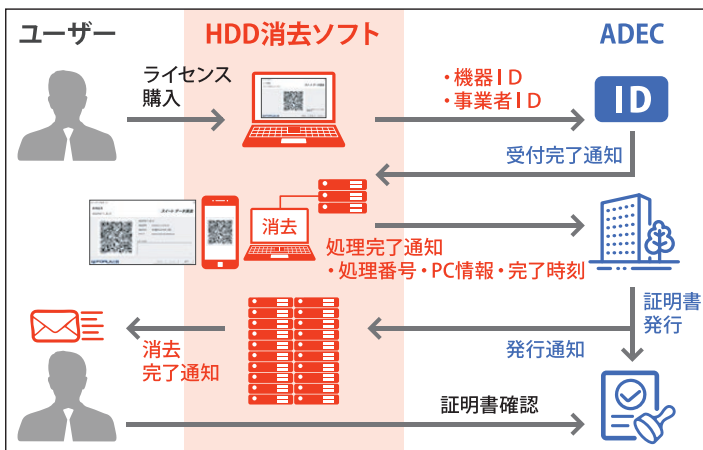 ユーザー
HDD消去ソフト
ADEC
ライセンス
購入
・機器ID
・事業者ID
ID
受付完了通知
消去
処理完了通知
・処理番号・PC情報・完了時刻
証明書
発行
発行通知
消去
完了通知
証明書確認